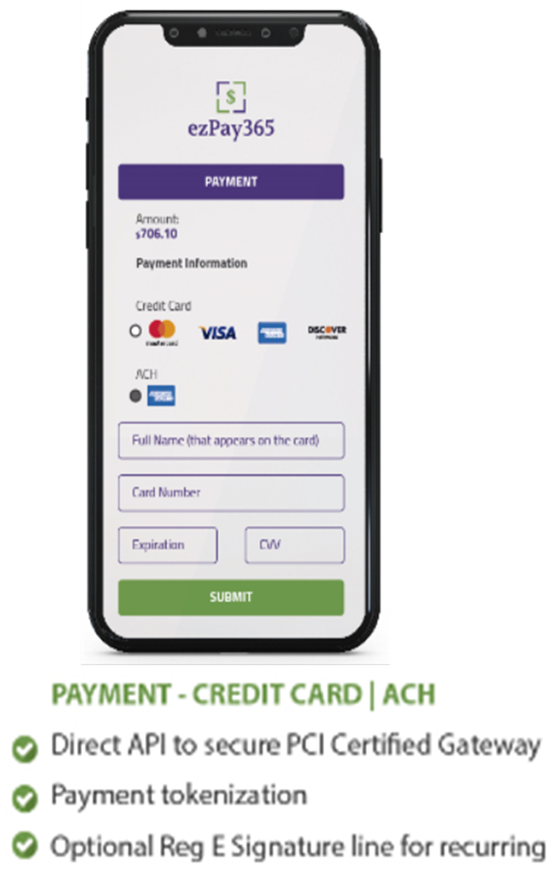 $
ezPay365
PAYMENT
Amount:
$706.10
Payment Information
Credit Card
mastercard VISA DISCOVER
ACH
Full Name (that appears on the card)
Card Number
Expiration CVV
SUBMIT
PAYMENT - CREDIT CARD | ACH
Direct API to secure PCI Certified Gateway
Payment tokenization
Optional Reg E Signature line for recurring